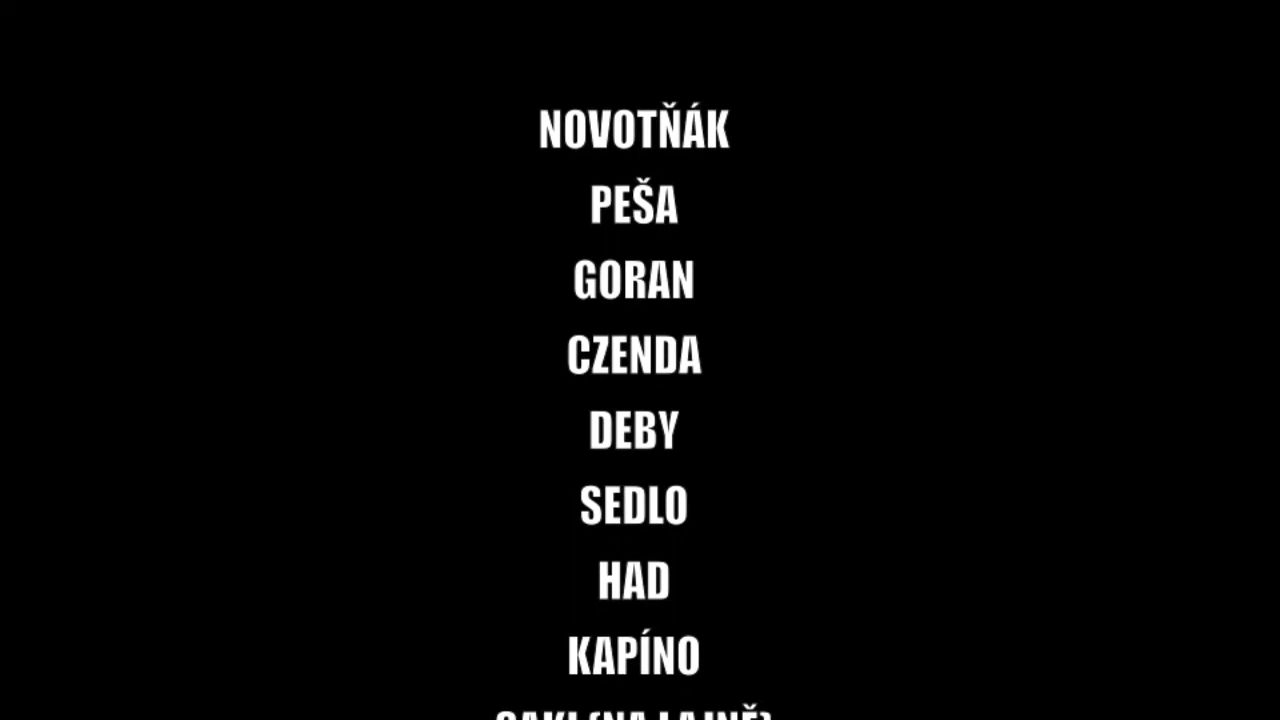 NOVOTŇÁK
PEŠA
GORAN
CZENDA
DEBY
SEDLO
HAD
KAPÍNO